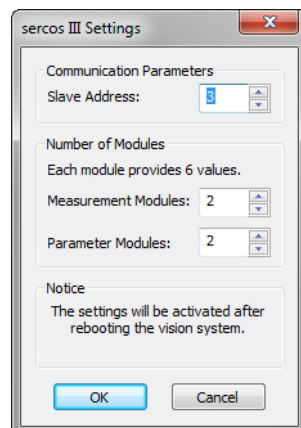 sercos III Settings
x
Communication Parameters
Slave Address: 3
Number of Modules
Each module provides 6 values.
Measurement Modules: 2
Parameter Modules: 2
Notice
The settings will be activated after
rebooting the vision system.
OK Cancel